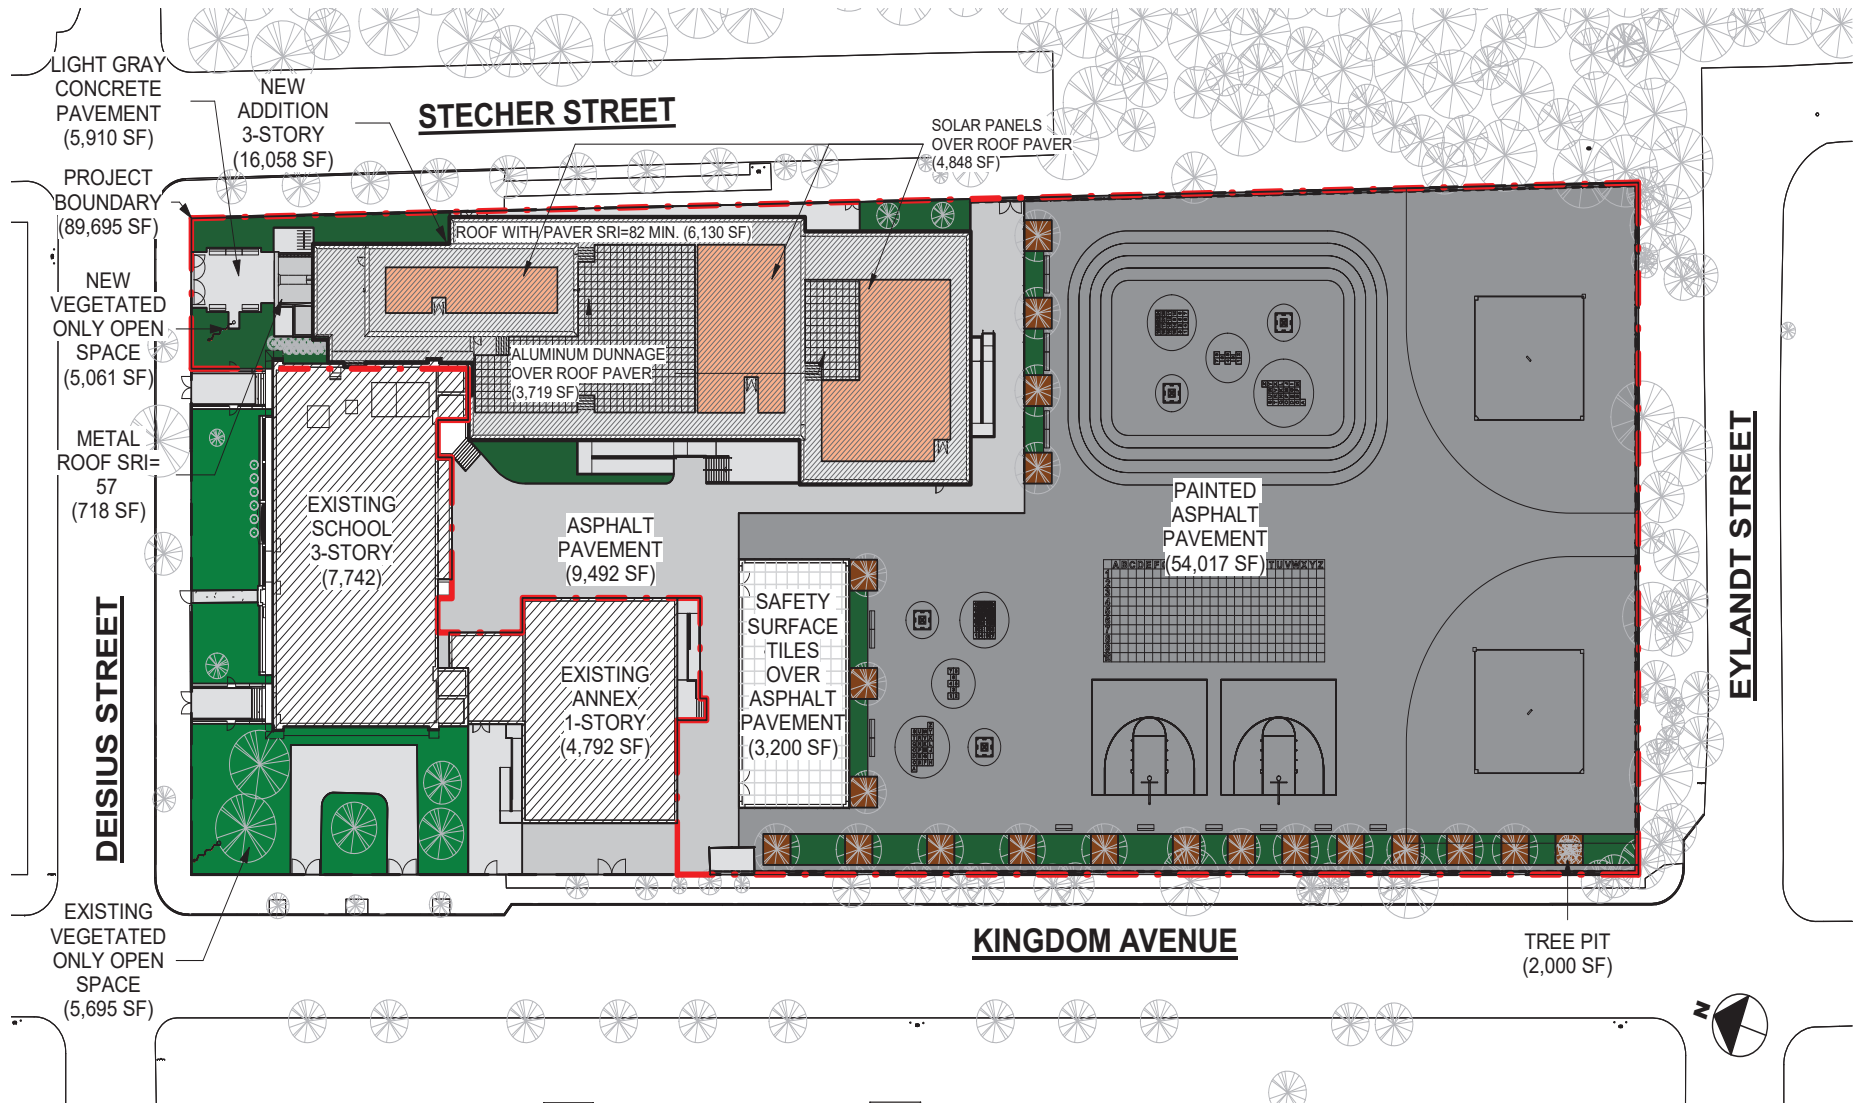 LIGHT GRAY
CONCRETE
PAVEMENT
(5,910 SF)
NEW
ADDITION
3-STORY
(16,058 SF)
STECHER STREET
SOLAR PANELS
OVER ROOF PAVER
(4,848 SF)
PROJECT
BOUNDARY
(89,695 SF)
ROOF WITH PAVER SRI=82 MIN. (6,130 SF)
NEW
VEGETATED
ONLY OPEN
SPACE
(5,061 SF)
ALUMINUM DUNNAGE
OVER ROOF PAVER
(3,719 SF)
METAL
ROOF SRI=
57
(718 SF)
EXISTING
SCHOOL
3-STORY
(7,742)
ASPHALT
PAVEMENT
(9,492 SF)
PAINTED
ASPHALT
PAVEMENT
(54,017 SF)
ABCDEF
TUVWXYZ
EYLANDT STREET
SAFETY
SURFACE
TILES
OVER
ASPHALT
PAVEMENT
(3,200 SF)
EXISTING
ANNEX
1-STORY
(4,792 SF)
DEISIUS STREET
EXISTING
VEGETATED
ONLY OPEN
SPACE
(5,695 SF)
KINGDOM AVENUE
TREE PIT
(2,000 SF)
N